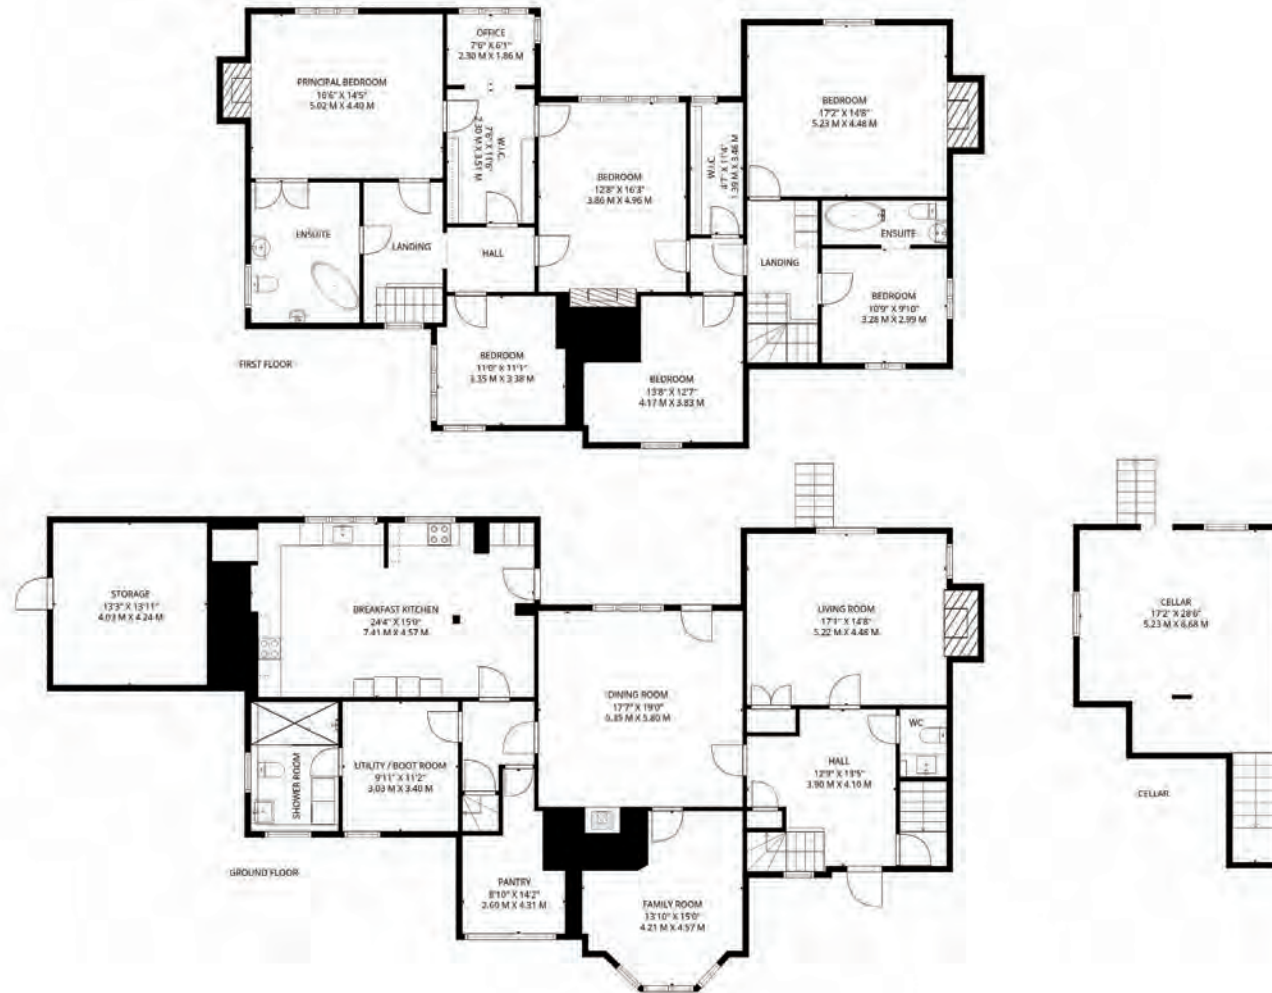 OFFICE
7'6" X 6'1"
2.30 M X 1.86 M
PRINCIPAL BEDROOM
16'6" X 14'5"
5.02 M X 4.40 M
W.I.C.
7'6" X 11'6"
2.30 M X 3.51 M
BEDROOM
12'8" X 16'3"
3.86 M X 4.96 M
W.I.C
4'7" X 11'4"
1.39 M X 3.46 M
BEDROOM
17'2" X 14'8"
5.23 M X 4.48 M
ENSUITE
LANDING
HALL
LANDING
ENSUITE
BEDROOM
10'9" X 9'10"
3.28 M X 2.99 M
BEDROOM
11'0" X 11'1"
3.35 M X 3.38 M
BEDROOM
13'8" X 12'7"
4.17 M X 3.83 M
FIRST FLOOR
STORAGE
13'3" X 13'11"
4.03 M X 4.24 M
BREAKFAST KITCHEN
24'4" X 15'0"
7.41 M X 4.57 M
LIVING ROOM
17'1" X 14'8"
5.22 M X 4.48 M
CELLAR
17'2" X 28'6"
5.23 M X 8.68 M
DINING ROOM
17'7" X 19'0"
5.35 M X 5.80 M
WC
SHOWER ROOM
UTILITY / BOOT ROOM
9'11" X 11'2"
3.03 M X 3.40 M
HALL
12'9" X 13'5"
3.90 M X 4.10 M
CELLAR
GROUND FLOOR
PANTRY
8'10" X 14'2"
2.69 M X 4.31 M
FAMILY ROOM
13'10" X 15'0"
4.21 M X 4.57 M